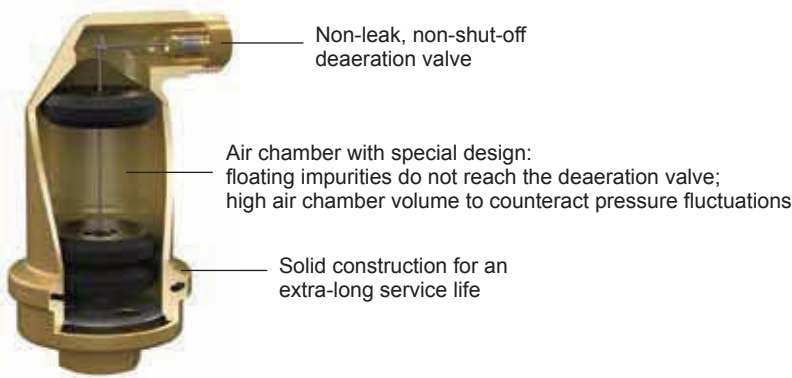 Non-leak, non-shut-off
deaeration valve
Air chamber with special design:
floating impurities do not reach the deaeration valve;
high air chamber volume to counteract pressure fluctuations
Solid construction for an
extra-long service life